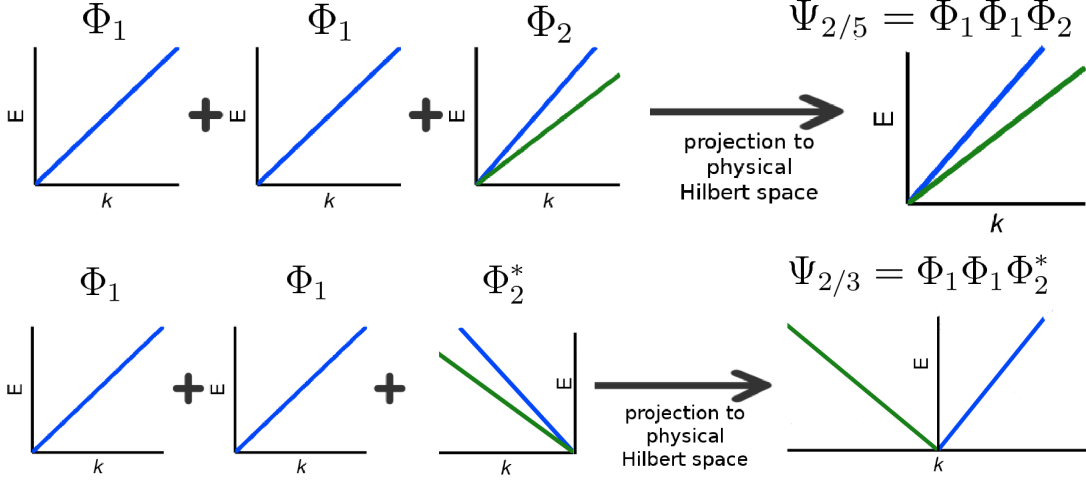 Φ₁
Φ₁
Φ₂
Ψ₂/₅ = Φ₁Φ₁Φ₂
E
k
+
E
k
+
E
k
projection to
physical
Hilbert space
E
k
Φ₁
Φ₁
Φ₂*
Ψ₂/₃ = Φ₁Φ₁Φ₂*
E
k
+
E
k
+
E
k
projection to
physical
Hilbert space
E
k